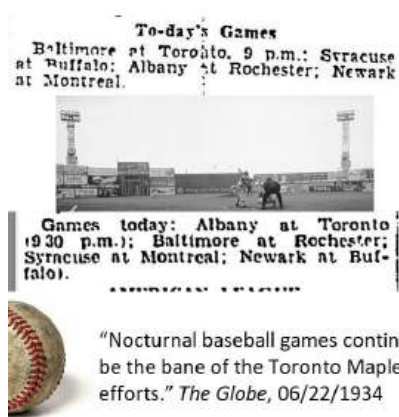 To-day's Games
Baltimore at Toronto, 9 p.m.; Syracuse
at Buffalo; Albany at Rochester; Newark
at Montreal.
Games today: Albany at Toronto
(9 30 p.m.); Baltimore at Rochester;
Syracuse at Montreal; Newark at Buf-
falo).
AMERICAN LEAGUE
“Nocturnal baseball games contin
be the bane of the Toronto Maple
efforts.” The Globe, 06/22/1934